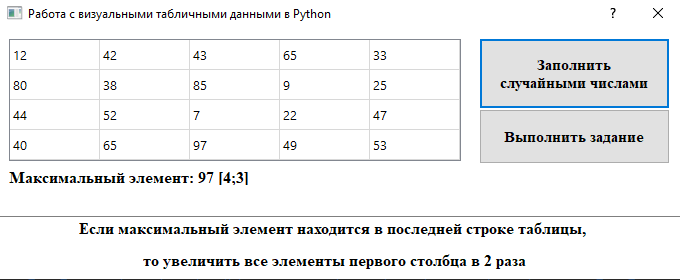 Работа с визуальными табличными данными в Python
12 42 43 65 33
80 38 85 9 25
44 52 7 22 47
40 65 97 49 53
Заполнить
случайными числами
Выполнить задание
Максимальный элемент: 97 [4;3]
Если максимальный элемент находится в последней строке таблицы,
то увеличить все элементы первого столбца в 2 раза